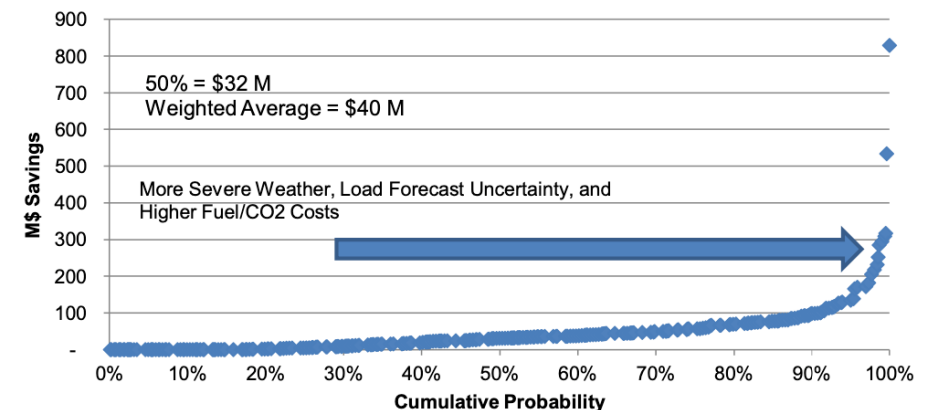 900
800
700
600
500
400
300
200
100
-
M$ Savings
50% = $32 M
Weighted Average = $40 M
More Severe Weather, Load Forecast Uncertainty, and
Higher Fuel/CO2 Costs
0% 10% 20% 30% 40% 50% 60% 70% 80% 90% 100%
Cumulative Probability